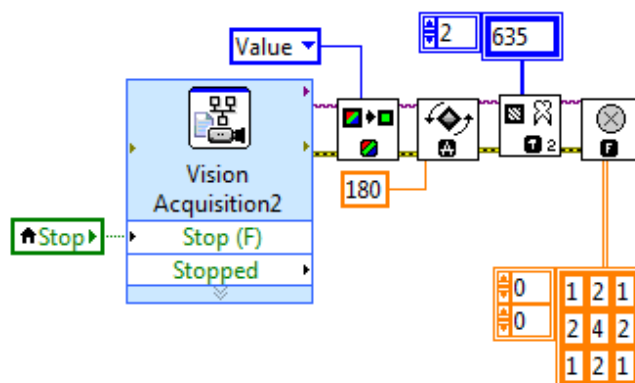 Value
2
635
Vision
Acquisition2
180
Stop
Stop (F)
Stopped
T 2
A
F
0
0
1 2 1
2 4 2
1 2 1